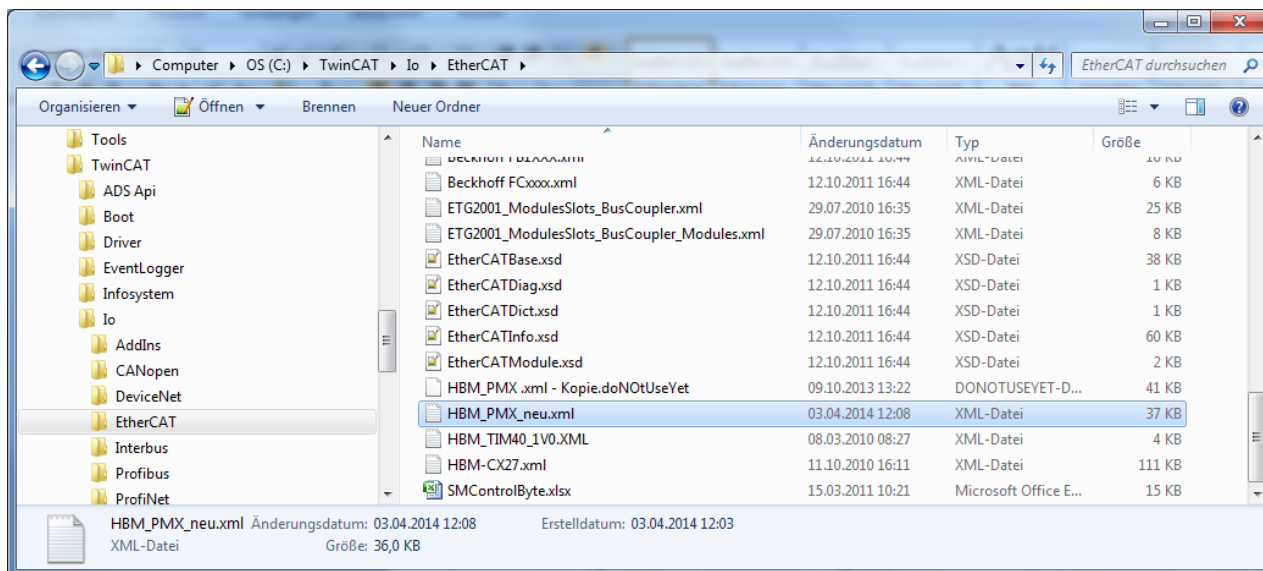 Computer OS (C:) TwinCAT Io EtherCAT EtherCAT durchsuchen
Organisieren Öffnen Brennen Neuer Ordner
Tools
TwinCAT
ADS Api
Boot
Driver
EventLogger
Infosystem
Io
AddIns
CANopen
DeviceNet
EtherCAT
Interbus
Profibus
ProfiNet
Name Änderungsdatum Typ Größe
Beckhoff FB1XXX.xml 12.10.2011 16:44 XML-Datei
Beckhoff FCxxxx.xml 12.10.2011 16:44 XML-Datei 6 KB
ETG2001_ModulesSlots_BusCoupler.xml 29.07.2010 16:35 XML-Datei 25 KB
ETG2001_ModulesSlots_BusCoupler_Modules.xml 29.07.2010 16:35 XML-Datei 8 KB
EtherCATBase.xsd 12.10.2011 16:44 XSD-Datei 38 KB
EtherCATDiag.xsd 12.10.2011 16:44 XSD-Datei 1 KB
EtherCATDict.xsd 12.10.2011 16:44 XSD-Datei 1 KB
EtherCATInfo.xsd 12.10.2011 16:44 XSD-Datei 60 KB
EtherCATModule.xsd 12.10.2011 16:44 XSD-Datei 2 KB
HBM_PMX .xml - Kopie.doNOtUseYet 09.10.2013 13:22 DONOTUSEYET-D... 41 KB
HBM_PMX_neu.xml 03.04.2014 12:08 XML-Datei 37 KB
HBM_TIM40_1V0.XML 08.03.2010 08:27 XML-Datei 4 KB
HBM-CX27.xml 11.10.2010 16:11 XML-Datei 111 KB
SMControlByte.xlsx 15.03.2011 10:21 Microsoft Office E... 15 KB
HBM_PMX_neu.xml Änderungsdatum: 03.04.2014 12:08 Erstelldatum: 03.04.2014 12:03
XML-Datei Größe: 36,0 KB